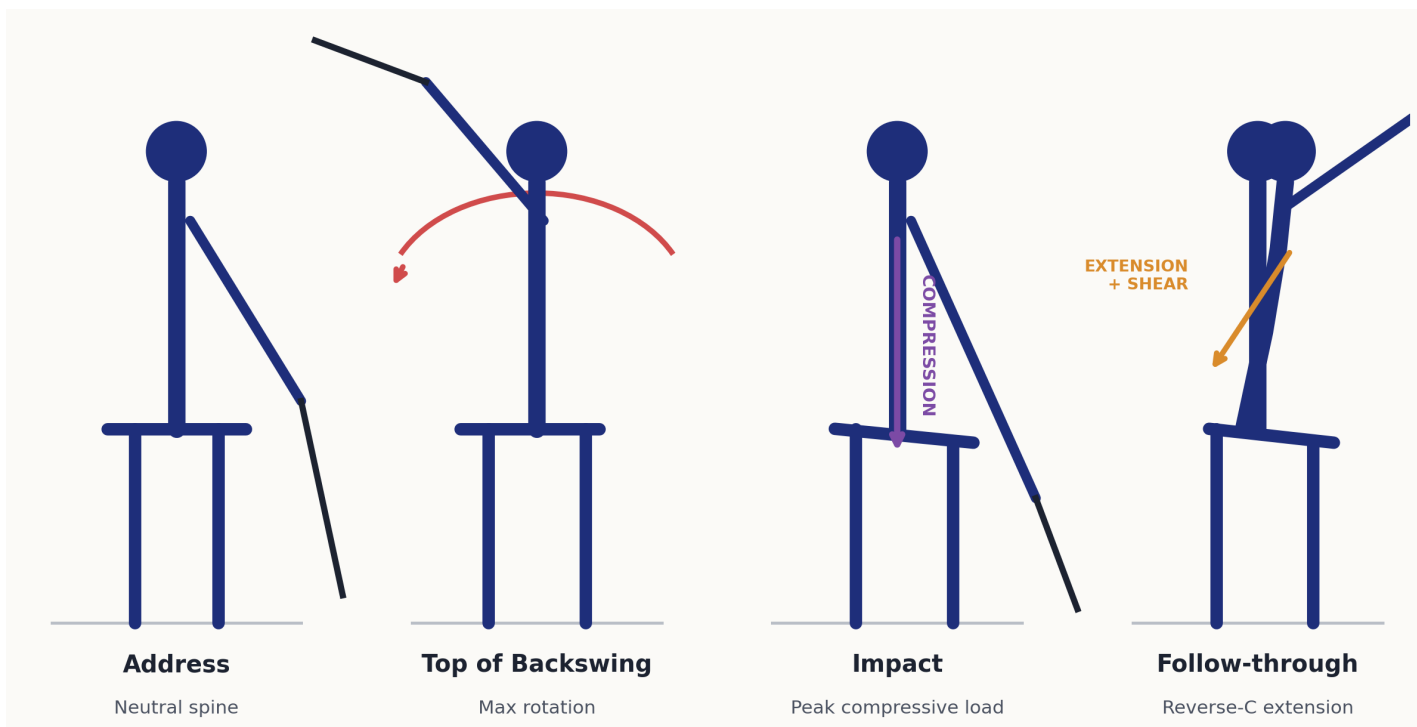 EXTENSION
+ SHEAR
COMPRESSION
Address
Neutral spine
Top of Backswing
Max rotation
Impact
Peak compressive load
Follow-through
Reverse-C extension